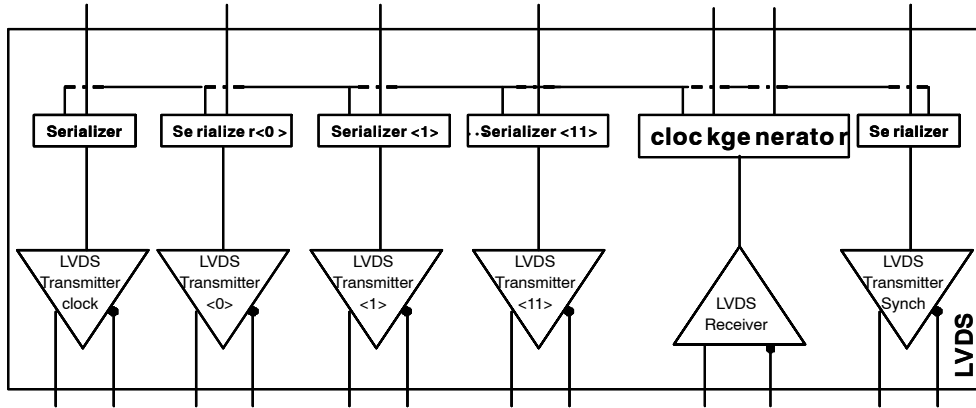 Serializer
Se rialize r<0 >
Serializer <1>
..Serializer <11>
cloc kge nerato r
Se rializer
LVDS
Transmitter
clock
LVDS
Transmitter
<0>
LVDS
Transmitter
<1>
LVDS
Transmitter
<11>
LVDS
Receiver
LVDS
Transmitter
Synch
LVDS